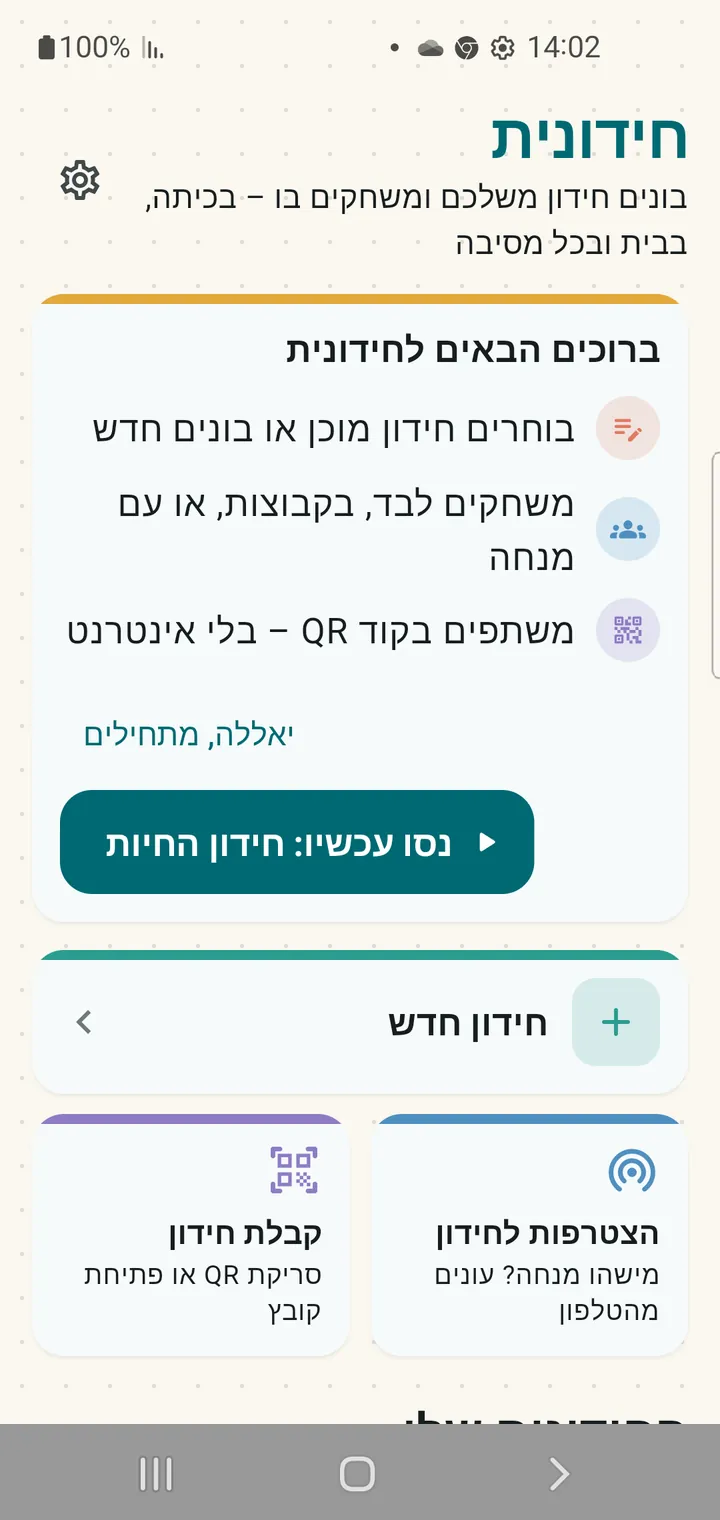 100% 14:02
חידונית
בונים חידון משלכם ומשחקים בו – בכיתה,
בבית ובכל מסיבה
ברוכים הבאים לחידונית
בוחרים חידון מוכן או בונים חדש
משחקים לבד, בקבוצות, או עם
מנחה
משתפים בקוד QR – בלי אינטרנט
יאללה, מתחילים
נסו עכשיו: חידון החיות
חידון חדש
הצטרפות לחידון
מישהו מנחה? עונים
מהטלפון
קבלת חידון
סריקת QR או פתיחת
קובץ